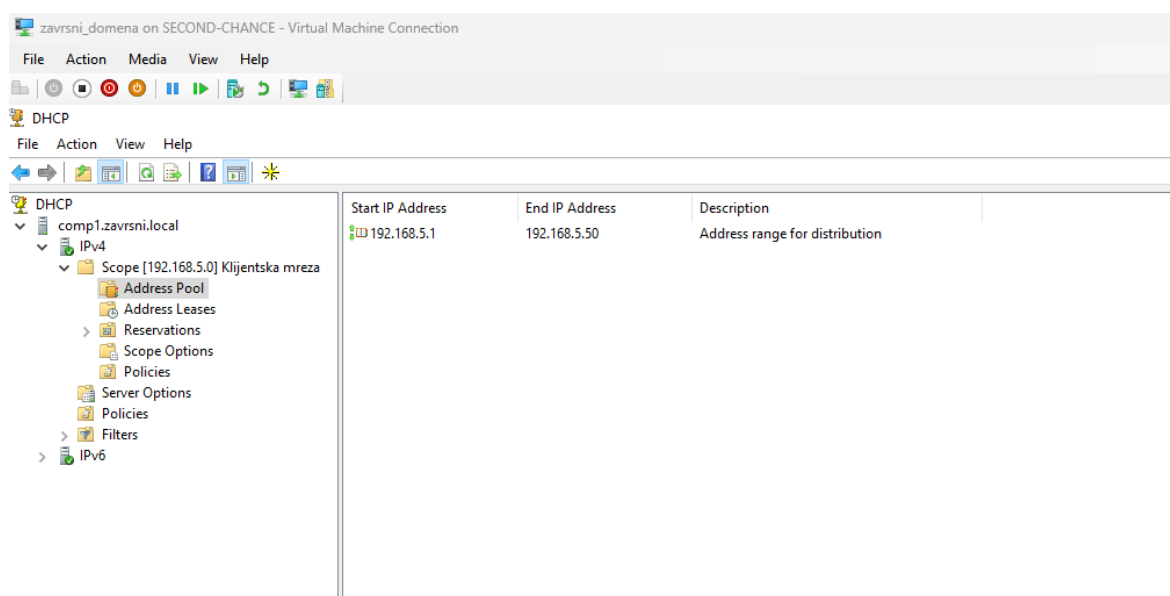 zavrsni_domena on SECOND-CHANCE - Virtual Machine Connection
File Action Media View Help
DHCP
File Action View Help
DHCP
comp1.zavrsni.local
IPv4
Scope [192.168.5.0] Klijentska mreza
Address Pool
Address Leases
Reservations
Scope Options
Policies
Server Options
Policies
Filters
IPv6
Start IP Address End IP Address Description
192.168.5.1 192.168.5.50 Address range for distribution